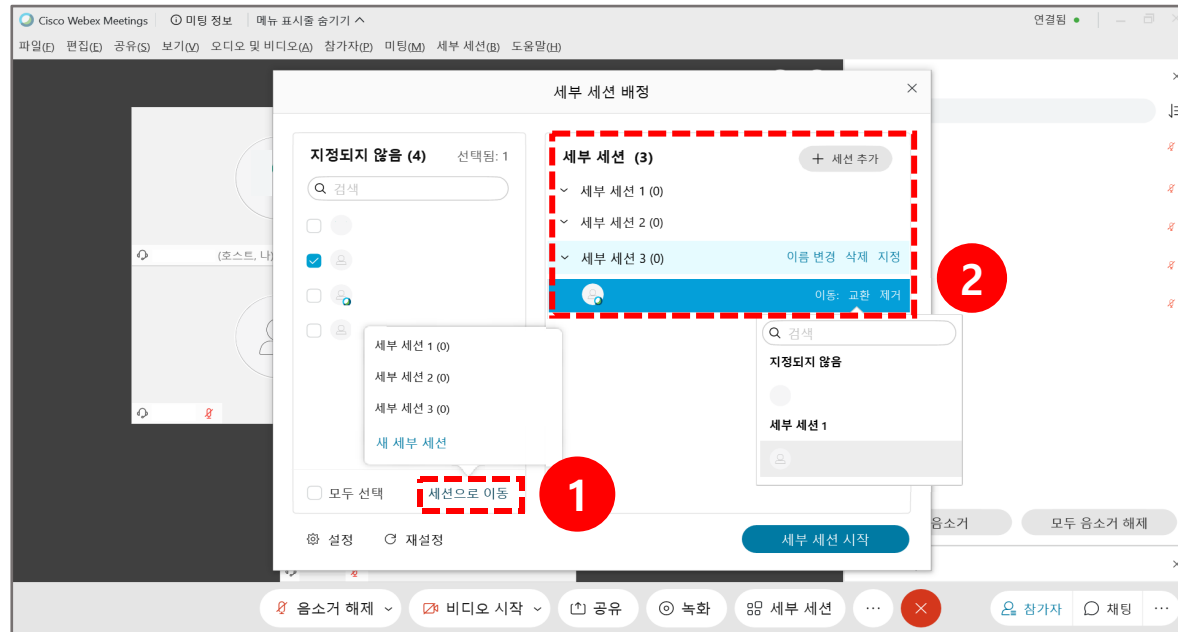 Cisco Webex Meetings 미팅 정보 메뉴 표시줄 숨기기 연결됨
파일(F) 편집(E) 공유(S) 보기(V) 오디오 및 비디오(A) 참가자(P) 미팅(M) 세부 세션(B) 도움말(H)
세부 세션 배정
지정되지 않음 (4) 선택됨: 1
검색
세부 세션 (3) + 세션 추가
세부 세션 1 (0)
세부 세션 2 (0)
세부 세션 3 (0) 이름 변경 삭제 지정
이동: 교환 제거
(호스트, 나)
2
검색
지정되지 않음
세부 세션 1
세부 세션 1 (0)
세부 세션 2 (0)
세부 세션 3 (0)
새 세부 세션
모두 선택 세션으로 이동
1
설정 재설정 세부 세션 시작
음소거 모두 음소거 해제
음소거 해제 비디오 시작 공유 녹화 세부 세션 ... 참가자 채팅 ...